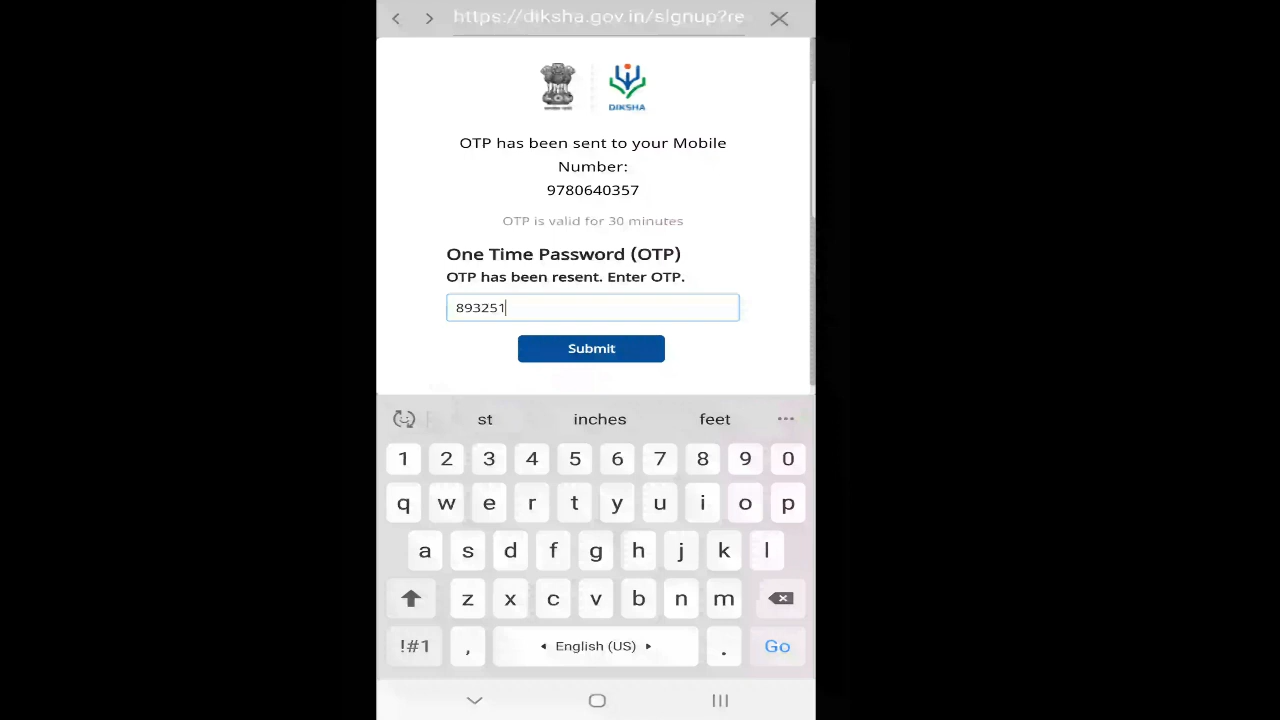 https://diksha.gov.in/signup?re
DIKSHA
OTP has been sent to your Mobile
Number:
9780640357
OTP is valid for 30 minutes
One Time Password (OTP)
OTP has been resent. Enter OTP.
893251
Submit
st inches feet
1 2 3 4 5 6 7 8 9 0
q w e r t y u i o p
a s d f g h j k l
z x c v b n m
!#1 , English (US) . Go